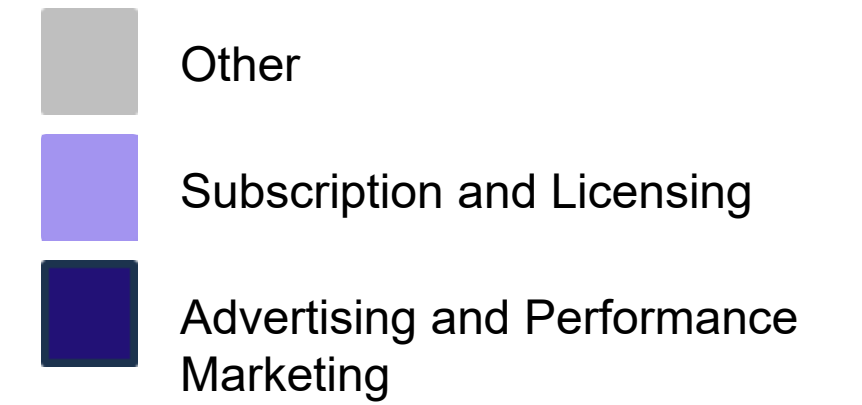 Other
Subscription and Licensing
Advertising and Performance
Marketing